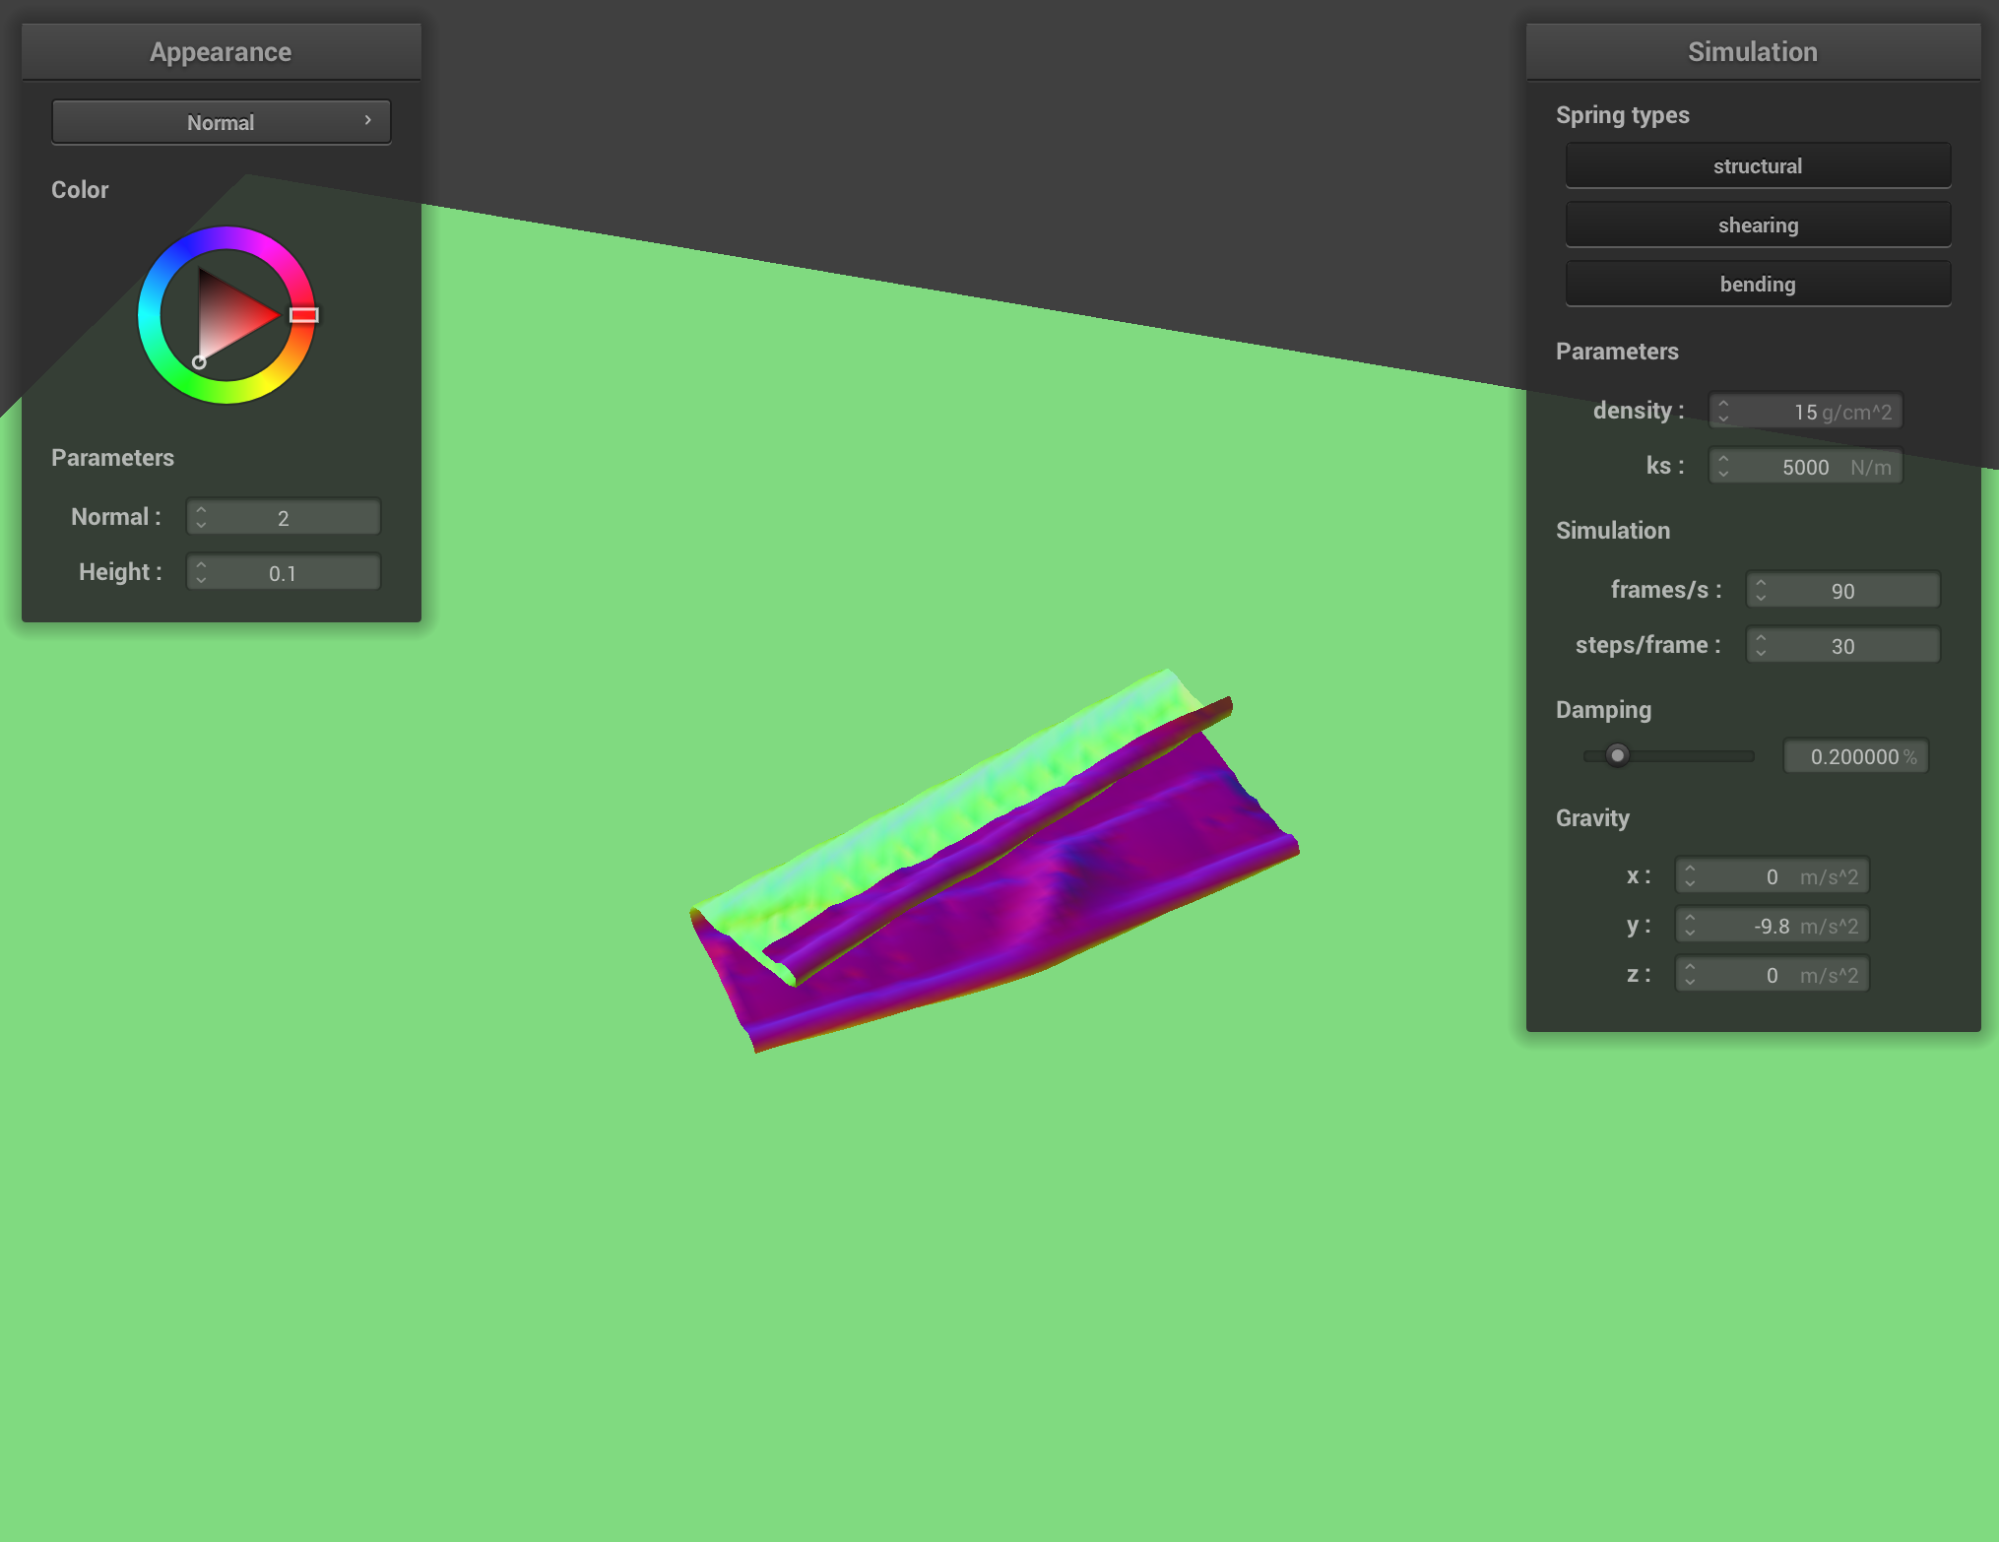 Appearance
Normal
Color
Parameters
Normal : 2
Height : 0.1
Simulation
Spring types
structural
shearing
bending
Parameters
density : 15 g/cm^2
ks : 5000 N/m
Simulation
frames/s : 90
steps/frame : 30
Damping
0.200000 %
Gravity
x : 0 m/s^2
y : -9.8 m/s^2
z : 0 m/s^2